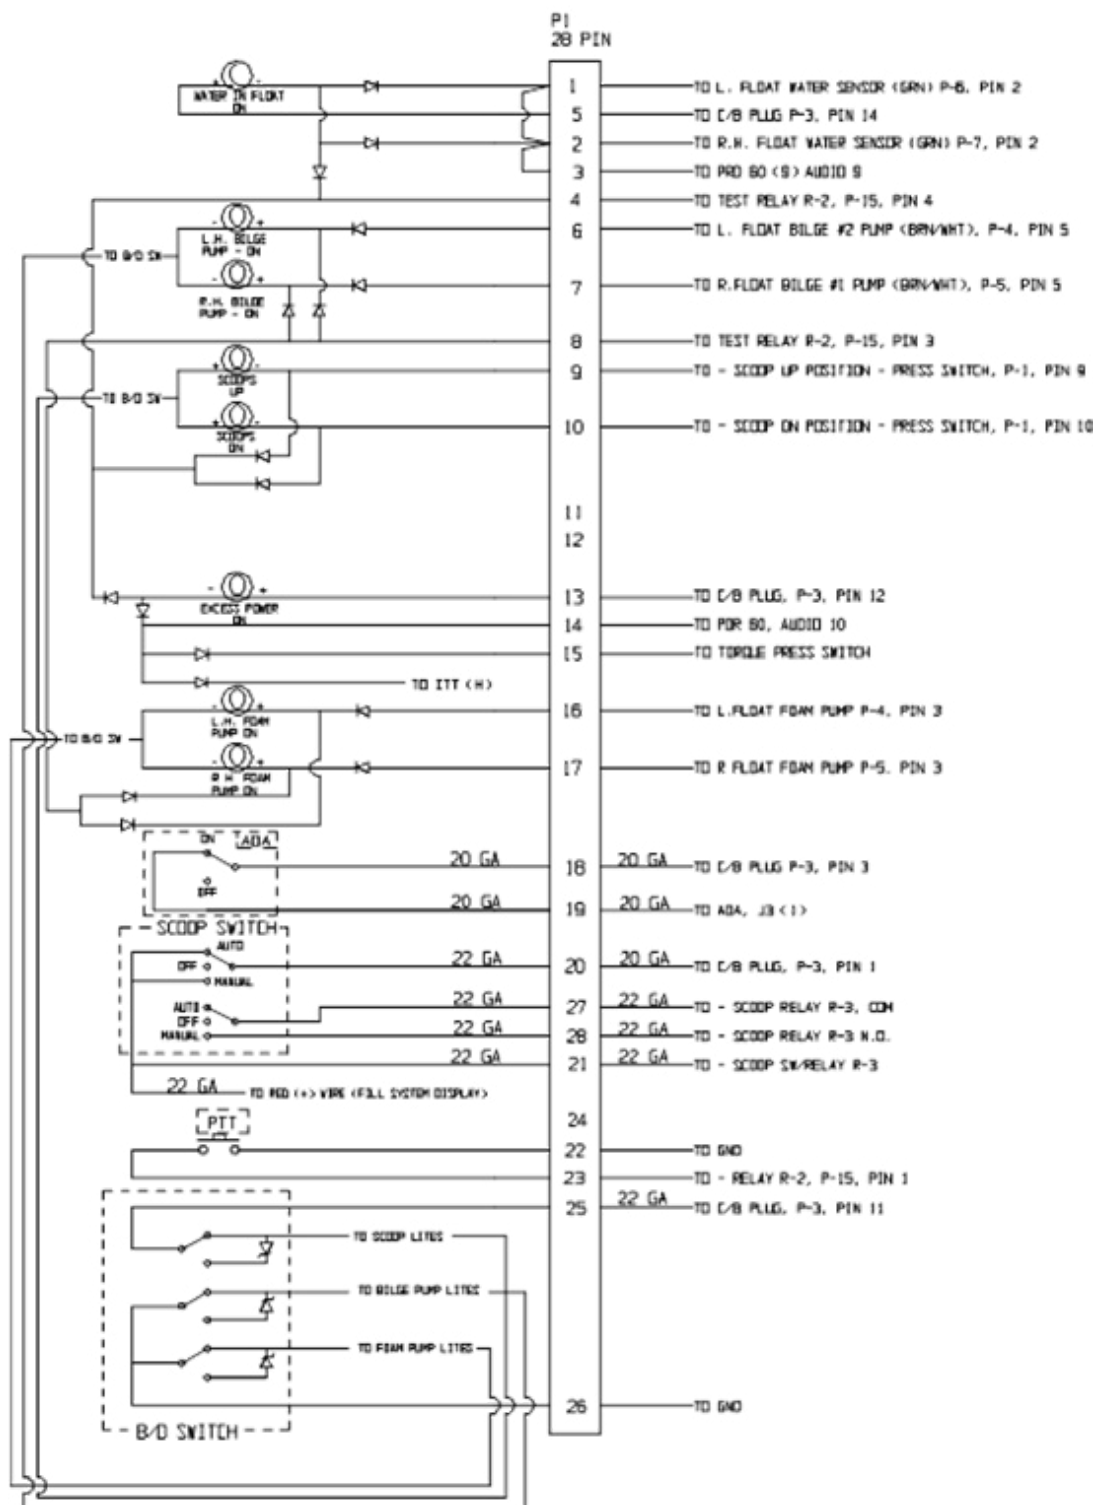 P1
28 PIN
WATER IN FLOAT
ON
1
TO L. FLOAT WATER SENSOR (GRN) P-6, PIN 2
5
TO C/B PLUG P-3, PIN 14
2
TO R.H. FLOAT WATER SENSOR (GRN) P-7, PIN 2
3
TO PRO 60 (9) AUDIO 9
4
TO TEST RELAY R-2, P-15, PIN 4
L.H. BILGE
PUMP - ON
6
TO L. FLOAT BILGE #2 PUMP (BRN/WHT), P-4, PIN 5
TO B/D SW
R.H. BILGE
PUMP - ON
7
TO R.FLOAT BILGE #1 PUMP (BRN/WHT), P-5, PIN 5
8
TO TEST RELAY R-2, P-15, PIN 3
SCOOPS
UP
9
TO - SCOOP UP POSITION - PRESS SWITCH, P-1, PIN 9
TO B/D SW
SCOOPS
ON
10
TO - SCOOP ON POSITION - PRESS SWITCH, P-1, PIN 10
11
12
EXCESS POWER
ON
13
TO C/B PLUG, P-3, PIN 12
14
TO PDR 60, AUDIO 10
15
TO TORQUE PRESS SWITCH
TO ITT (H)
L.H. FOAM
PUMP ON
16
TO L.FLOAT FOAM PUMP P-4, PIN 3
TO B/D SW
R H FOAM
PUMP ON
17
TO R FLOAT FOAM PUMP P-5. PIN 3
ON
AOA
OFF
20 GA
18
20 GA
TO C/B PLUG P-3, PIN 3
20 GA
19
20 GA
TO AOA, J3 (1)
SCOOP SWITCH
AUTO
OFF
MANUAL
22 GA
20
20 GA
TO C/B PLUG, P-3, PIN 1
AUTO
OFF
MANUAL
22 GA
27
22 GA
TO - SCOOP RELAY R-3, COM
22 GA
28
22 GA
TO - SCOOP RELAY R-3 N.O.
22 GA
21
22 GA
TO - SCOOP SW/RELAY R-3
22 GA
TO RED (+) WIRE (FILL SYSTEM DISPLAY)
24
PTT
22
TO GND
23
TO - RELAY R-2, P-15, PIN 1
25
22 GA
TO C/B PLUG, P-3, PIN 11
TO SCOOP LITES
TO BILGE PUMP LITES
TO FOAM PUMP LITES
26
TO GND
B/D SWITCH